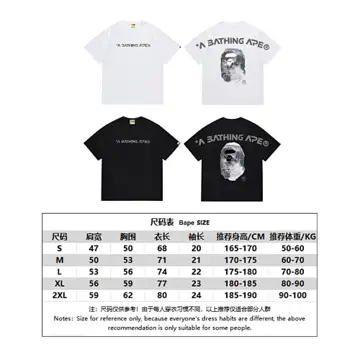 *A BATHING APE®
*A BATHING APE®
*A BATHING APE®
*A BATHING APE®
尺码表 Bape SIZE
尺码 肩宽 胸围 衣长 袖长 推荐身高/CM 推荐体重/KG
S 47 50 68 20 165-170 50-60
M 50 53 71 21 170-175 60-70
L 53 56 74 22 175-180 70-80
XL 56 59 77 23 180-185 80-90
2XL 59 62 80 24 185-190 90-100
注：尺码仅供参考！由于每人穿衣习惯不同，以上推荐仅适合部分人群
Notes: Size for reference only, because everyone's dress habits are different, the above
recommendation is only suitable for some people.